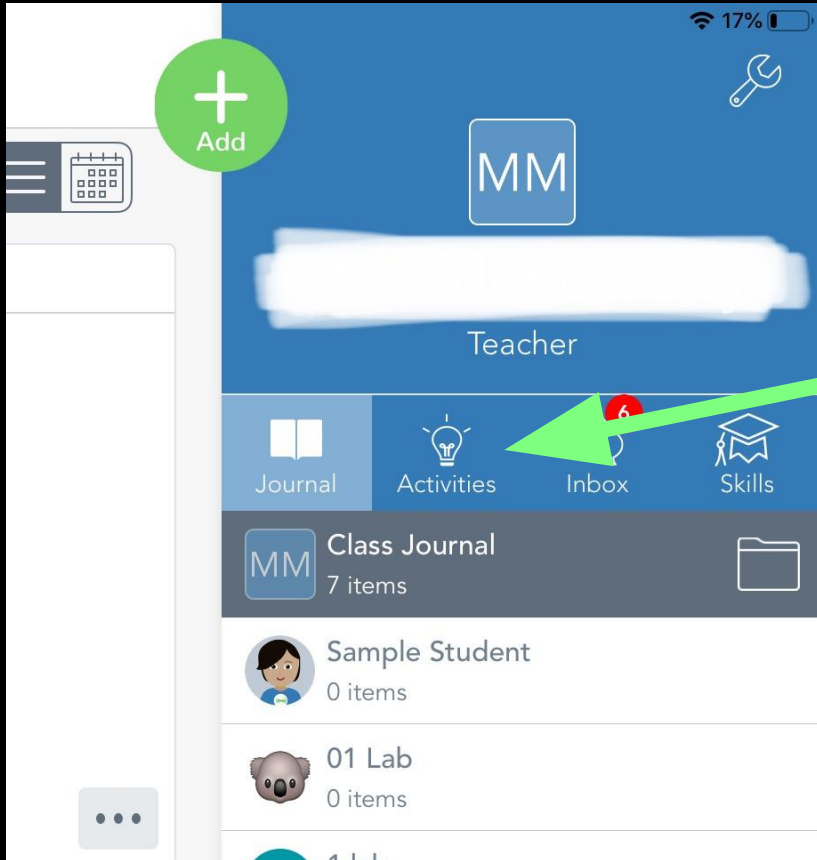 17%
Add
MM
Teacher
6
Journal Activities Inbox Skills
MM Class Journal
7 items
Sample Student
0 items
01 Lab
0 items